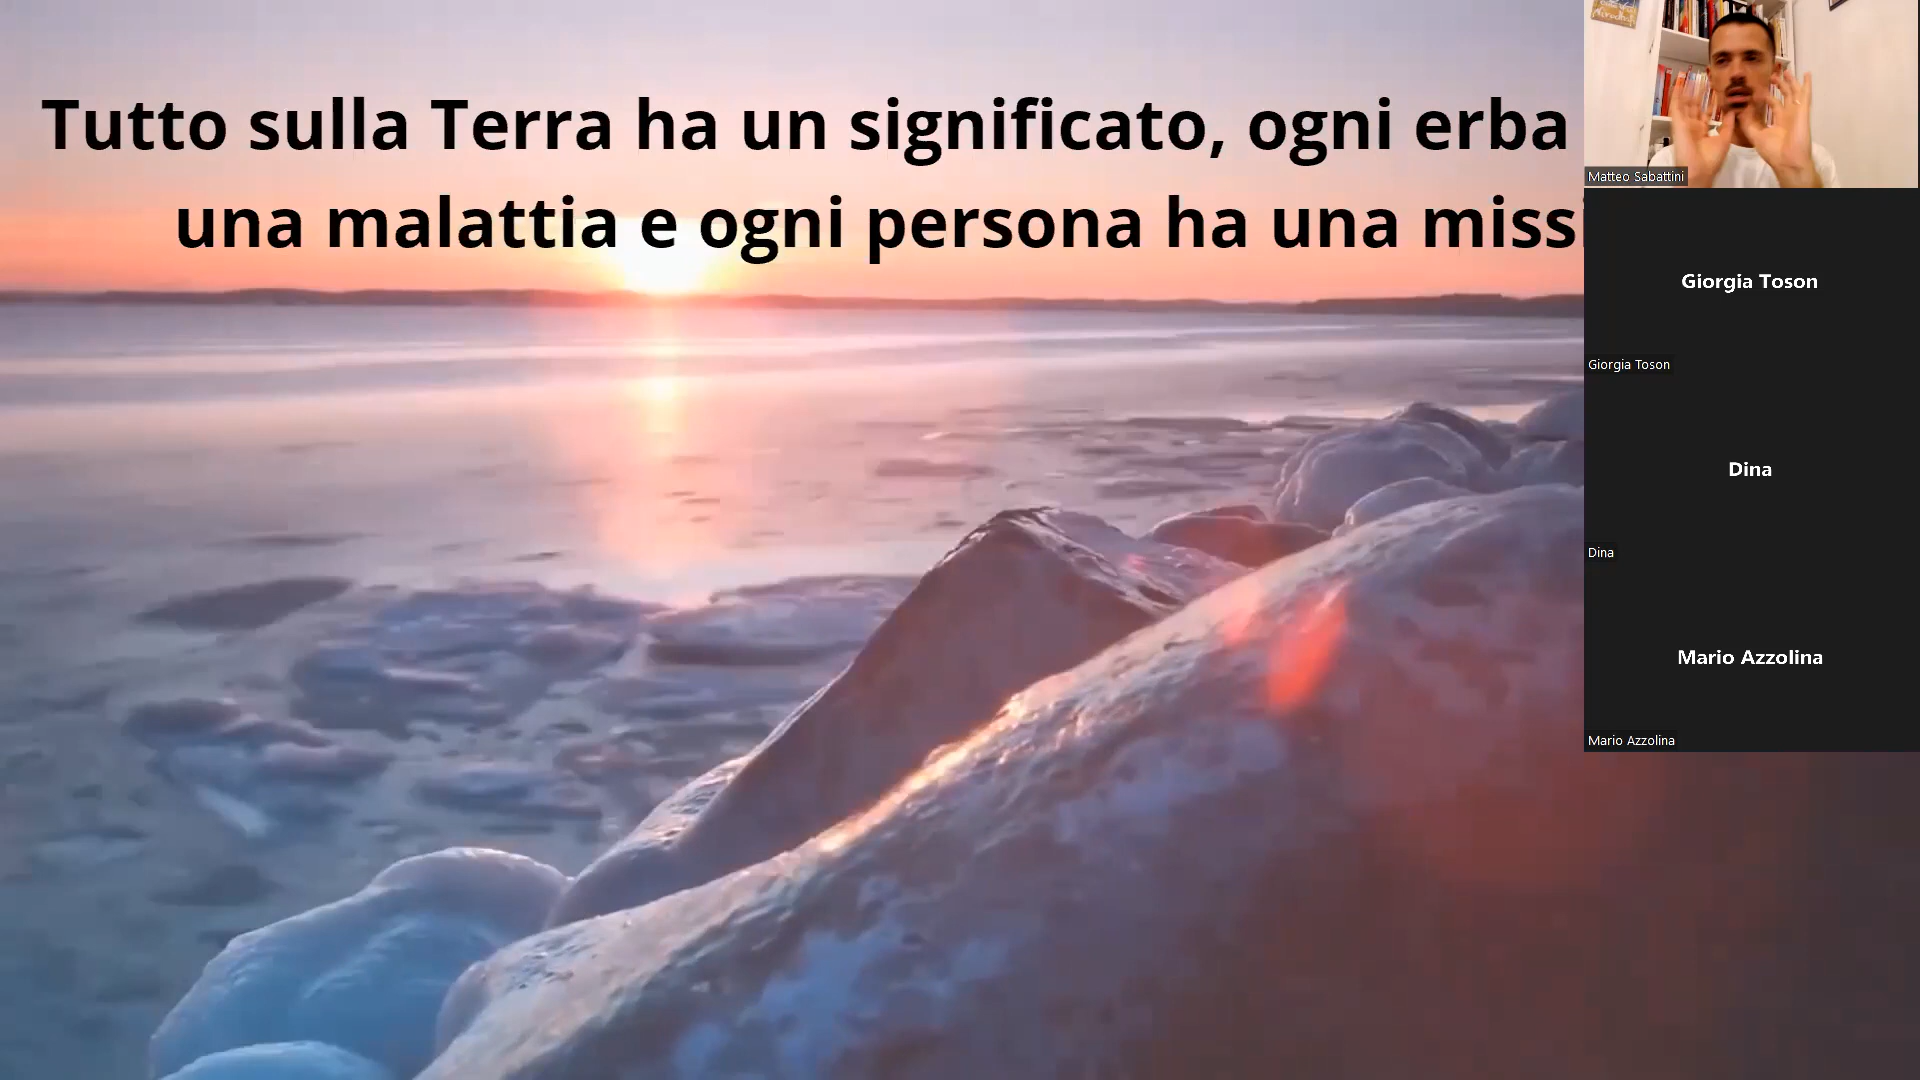 Tutto sulla Terra ha un significato, ogni erba
una malattia e ogni persona ha una missi
Matteo Sabattini
Giorgia Toson
Giorgia Toson
Dina
Dina
Mario Azzolina
Mario Azzolina